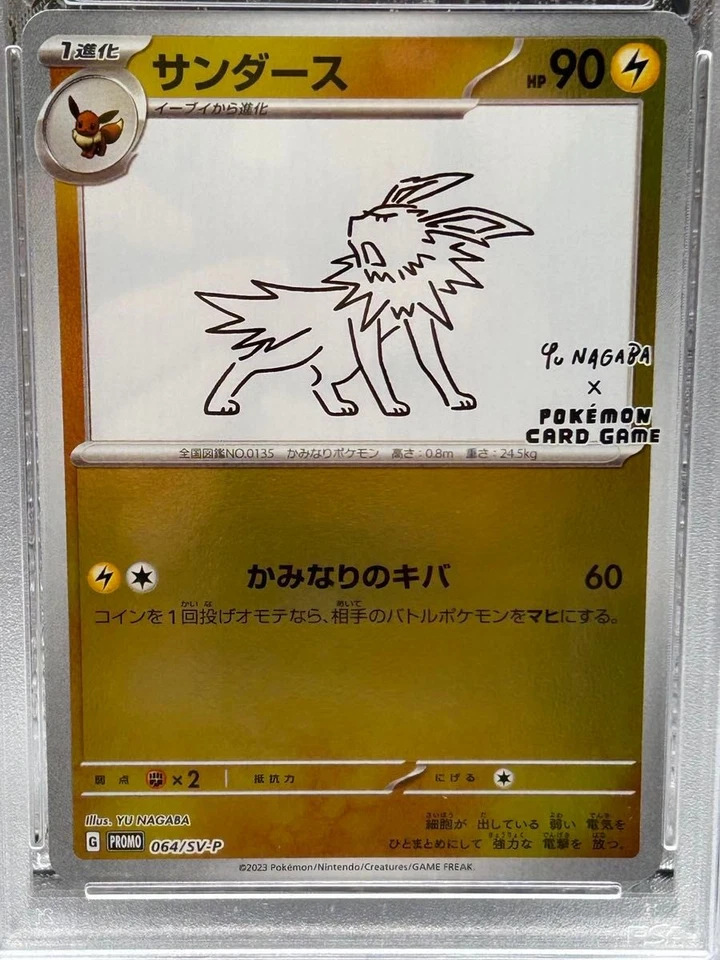 1進化
サンダース
HP 90
イーブイから進化
Yu NAGABA
×
POKÉMON
CARD GAME
全国図鑑NO.0135 かみなりポケモン 高さ:0.8m 重さ:24.5kg
かみなりのキバ 60
コインを1回投げオモテなら、相手のバトルポケモンをマヒにする。
弱点 ×2 抵抗力 にげる
Illus. YU NAGABA
G PROMO 064/SV-P
細胞が 出している 弱い 電気を
ひとまとめにして 強力な 電撃を 放つ。
©2023 Pokémon/Nintendo/Creatures/GAME FREAK.
PSA